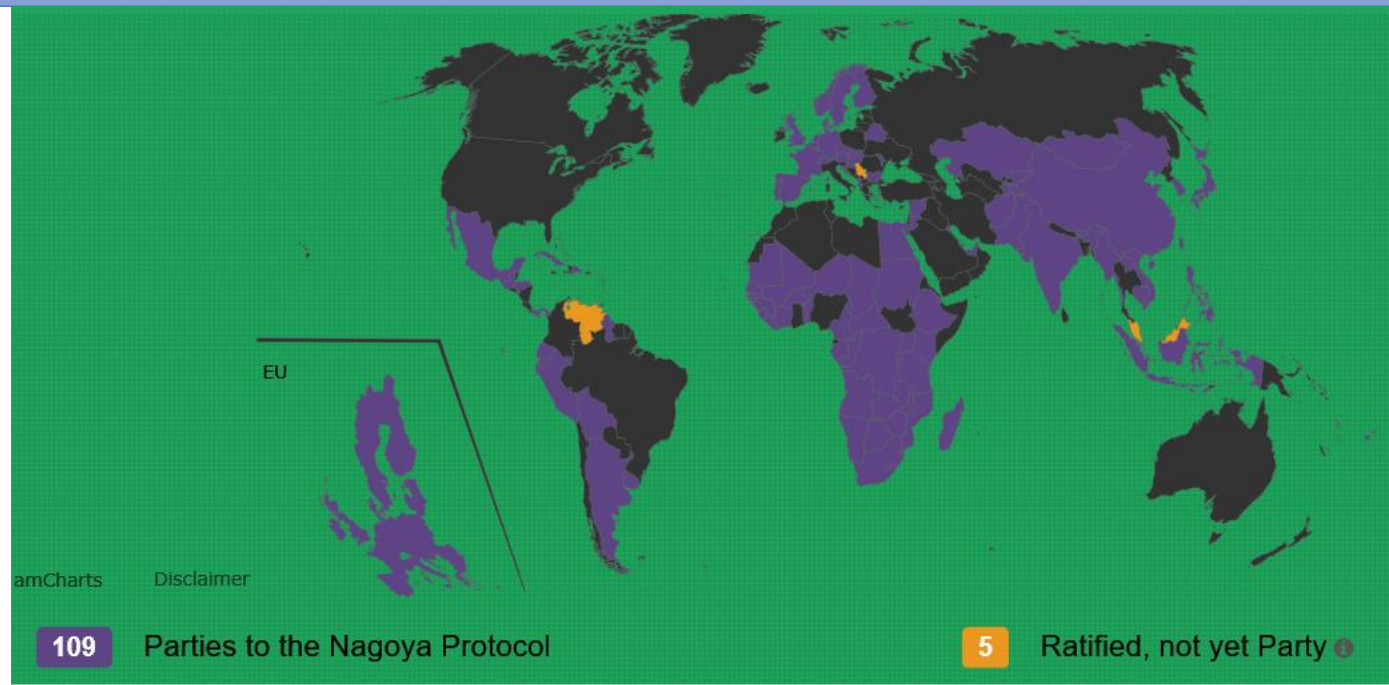 EU
amCharts Disclaimer
109 Parties to the Nagoya Protocol
5 Ratified, not yet Party i